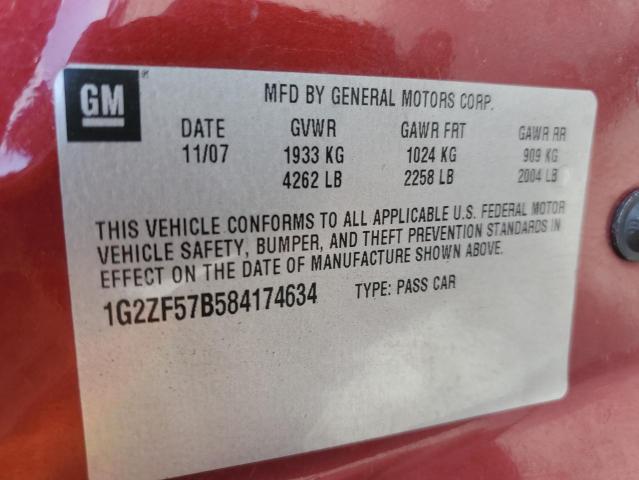 GM
MFD BY GENERAL MOTORS CORP.
DATE GVWR GAWR FRT GAWR RR
11/07 1933 KG 1024 KG 909 KG
4262 LB 2258 LB 2004 LB
THIS VEHICLE CONFORMS TO ALL APPLICABLE U.S. FEDERAL MOTOR
VEHICLE SAFETY, BUMPER, AND THEFT PREVENTION STANDARDS IN
EFFECT ON THE DATE OF MANUFACTURE SHOWN ABOVE.
1G2ZF57B584174634 TYPE: PASS CAR